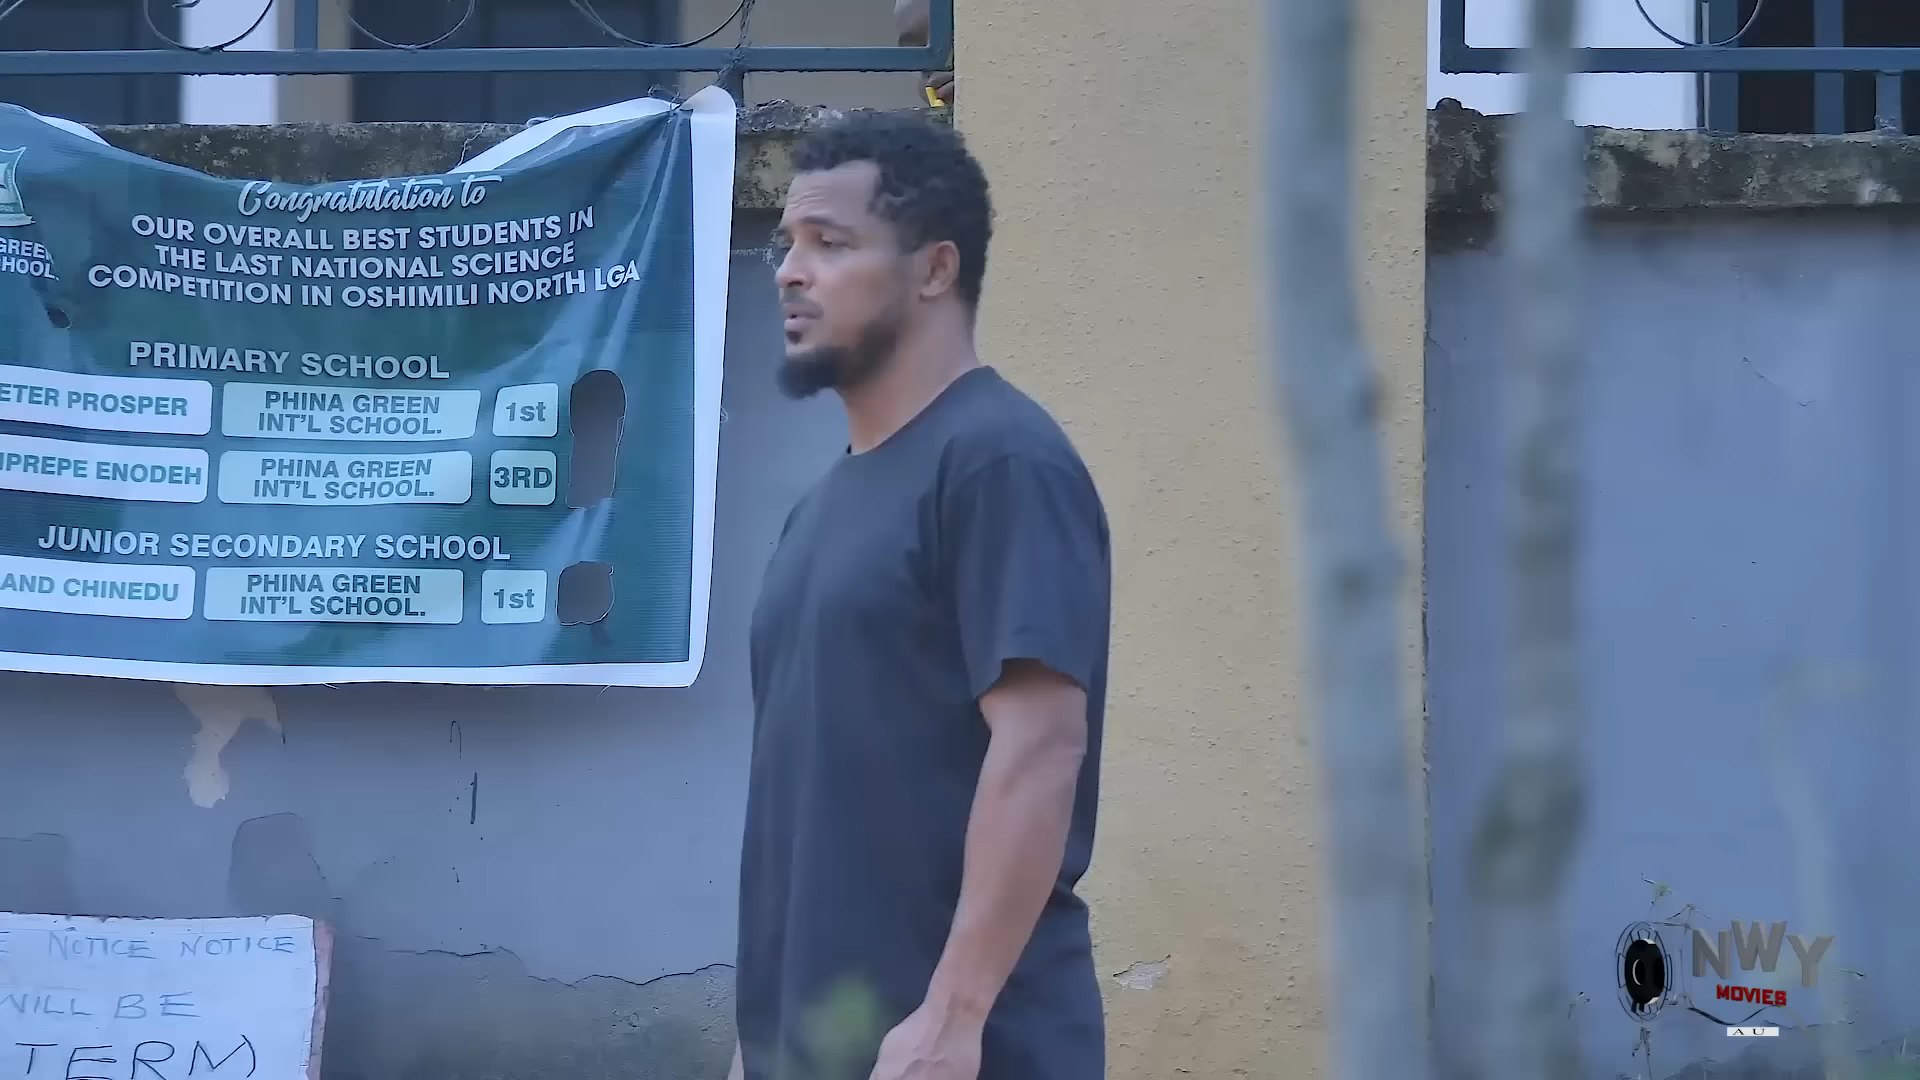 GREEN
HOOL.
Congratulation to
OUR OVERALL BEST STUDENTS IN
THE LAST NATIONAL SCIENCE
COMPETITION IN OSHIMILI NORTH LGA
PRIMARY SCHOOL
ETER PROSPER PHINA GREEN INT'L SCHOOL. 1st
IPREPE ENODEH PHINA GREEN INT'L SCHOOL. 3RD
JUNIOR SECONDARY SCHOOL
AND CHINEDU PHINA GREEN INT'L SCHOOL. 1st
E NOTICE NOTICE
WILL BE
TERM)
NWY
MOVIES
AU